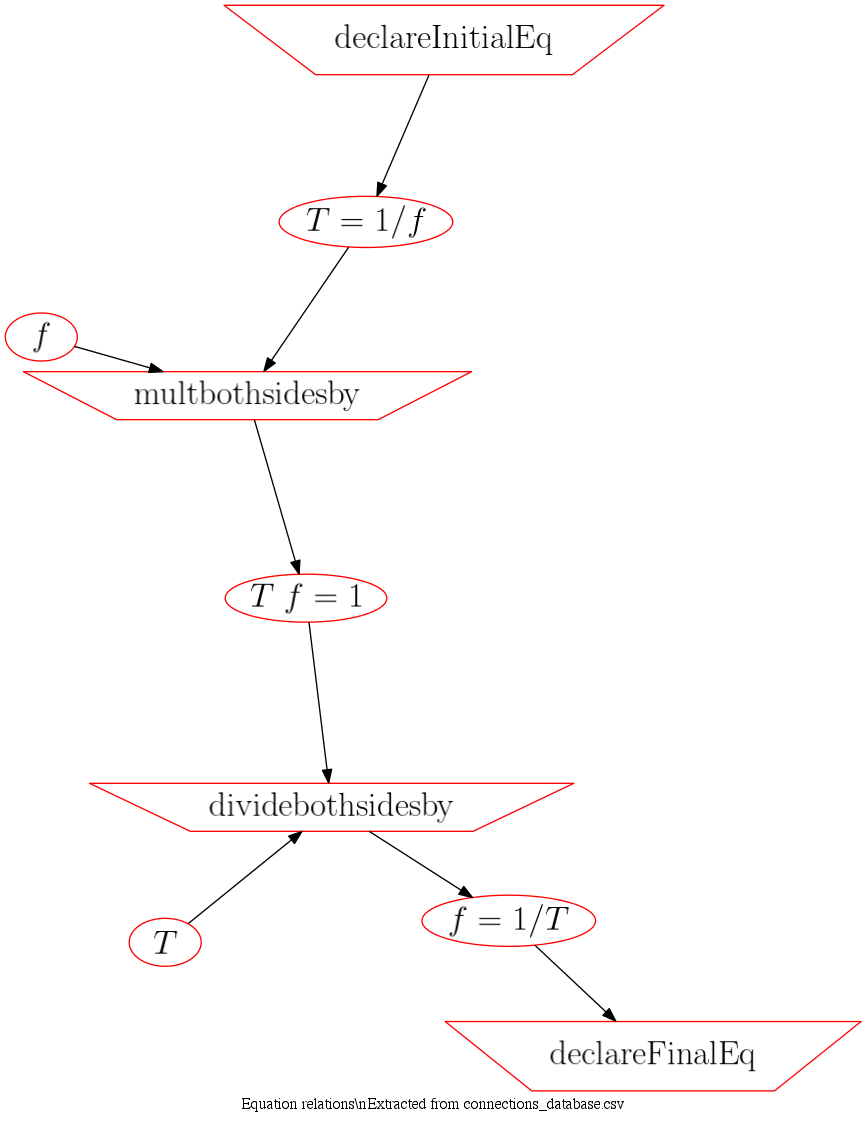 declareInitialEq
T = 1/f
f
multbothsidesby
T f = 1
dividebothsidesby
f = 1/T
T
declareFinalEq
Equation relations\nExtracted from connections_database.csv